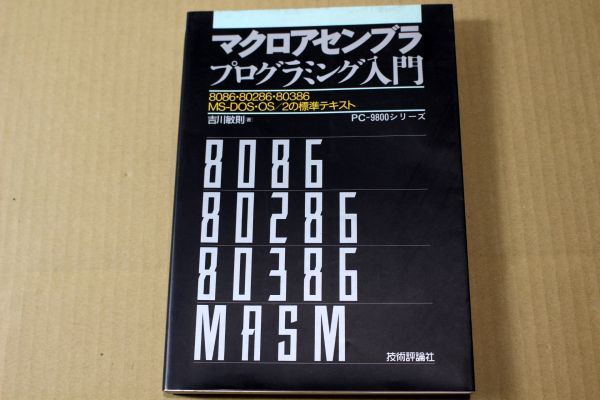 マクロアセンブラ
プログラミング入門
8086・80286・80386
MS-DOS・OS/2の標準テキスト
吉川敏則 著
PC-9800シリーズ
8086
80286
80386
MASM
技術評論社